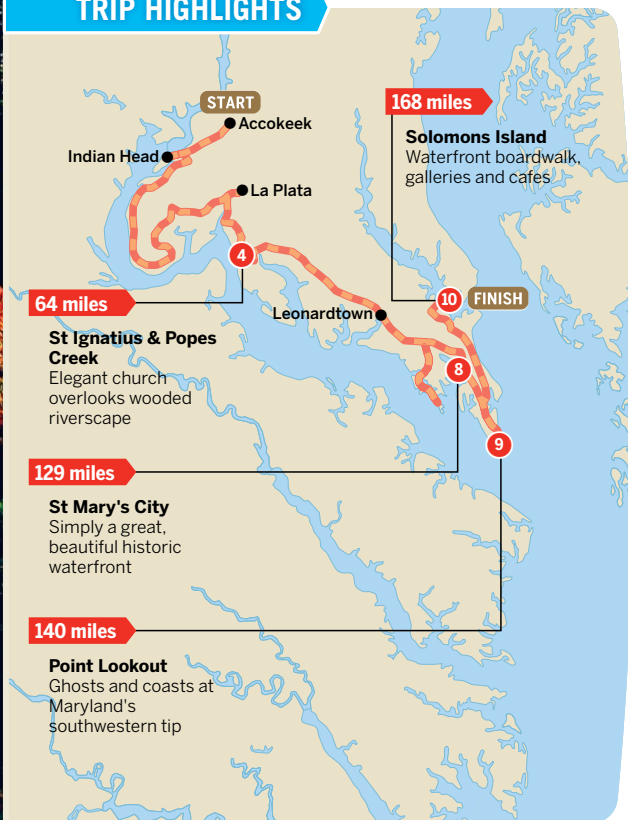 TRIP HIGHLIGHTS
START
Accokeek
168 miles
Solomons Island
Waterfront boardwalk,
galleries and cafes
Indian Head
La Plata
4
64 miles
St Ignatius & Popes
Creek
Elegant church
overlooks wooded
riverscape
10
FINISH
Leonardtown
8
9
129 miles
St Mary's City
Simply a great,
beautiful historic
waterfront
140 miles
Point Lookout
Ghosts and coasts at
Maryland's
southwestern tip